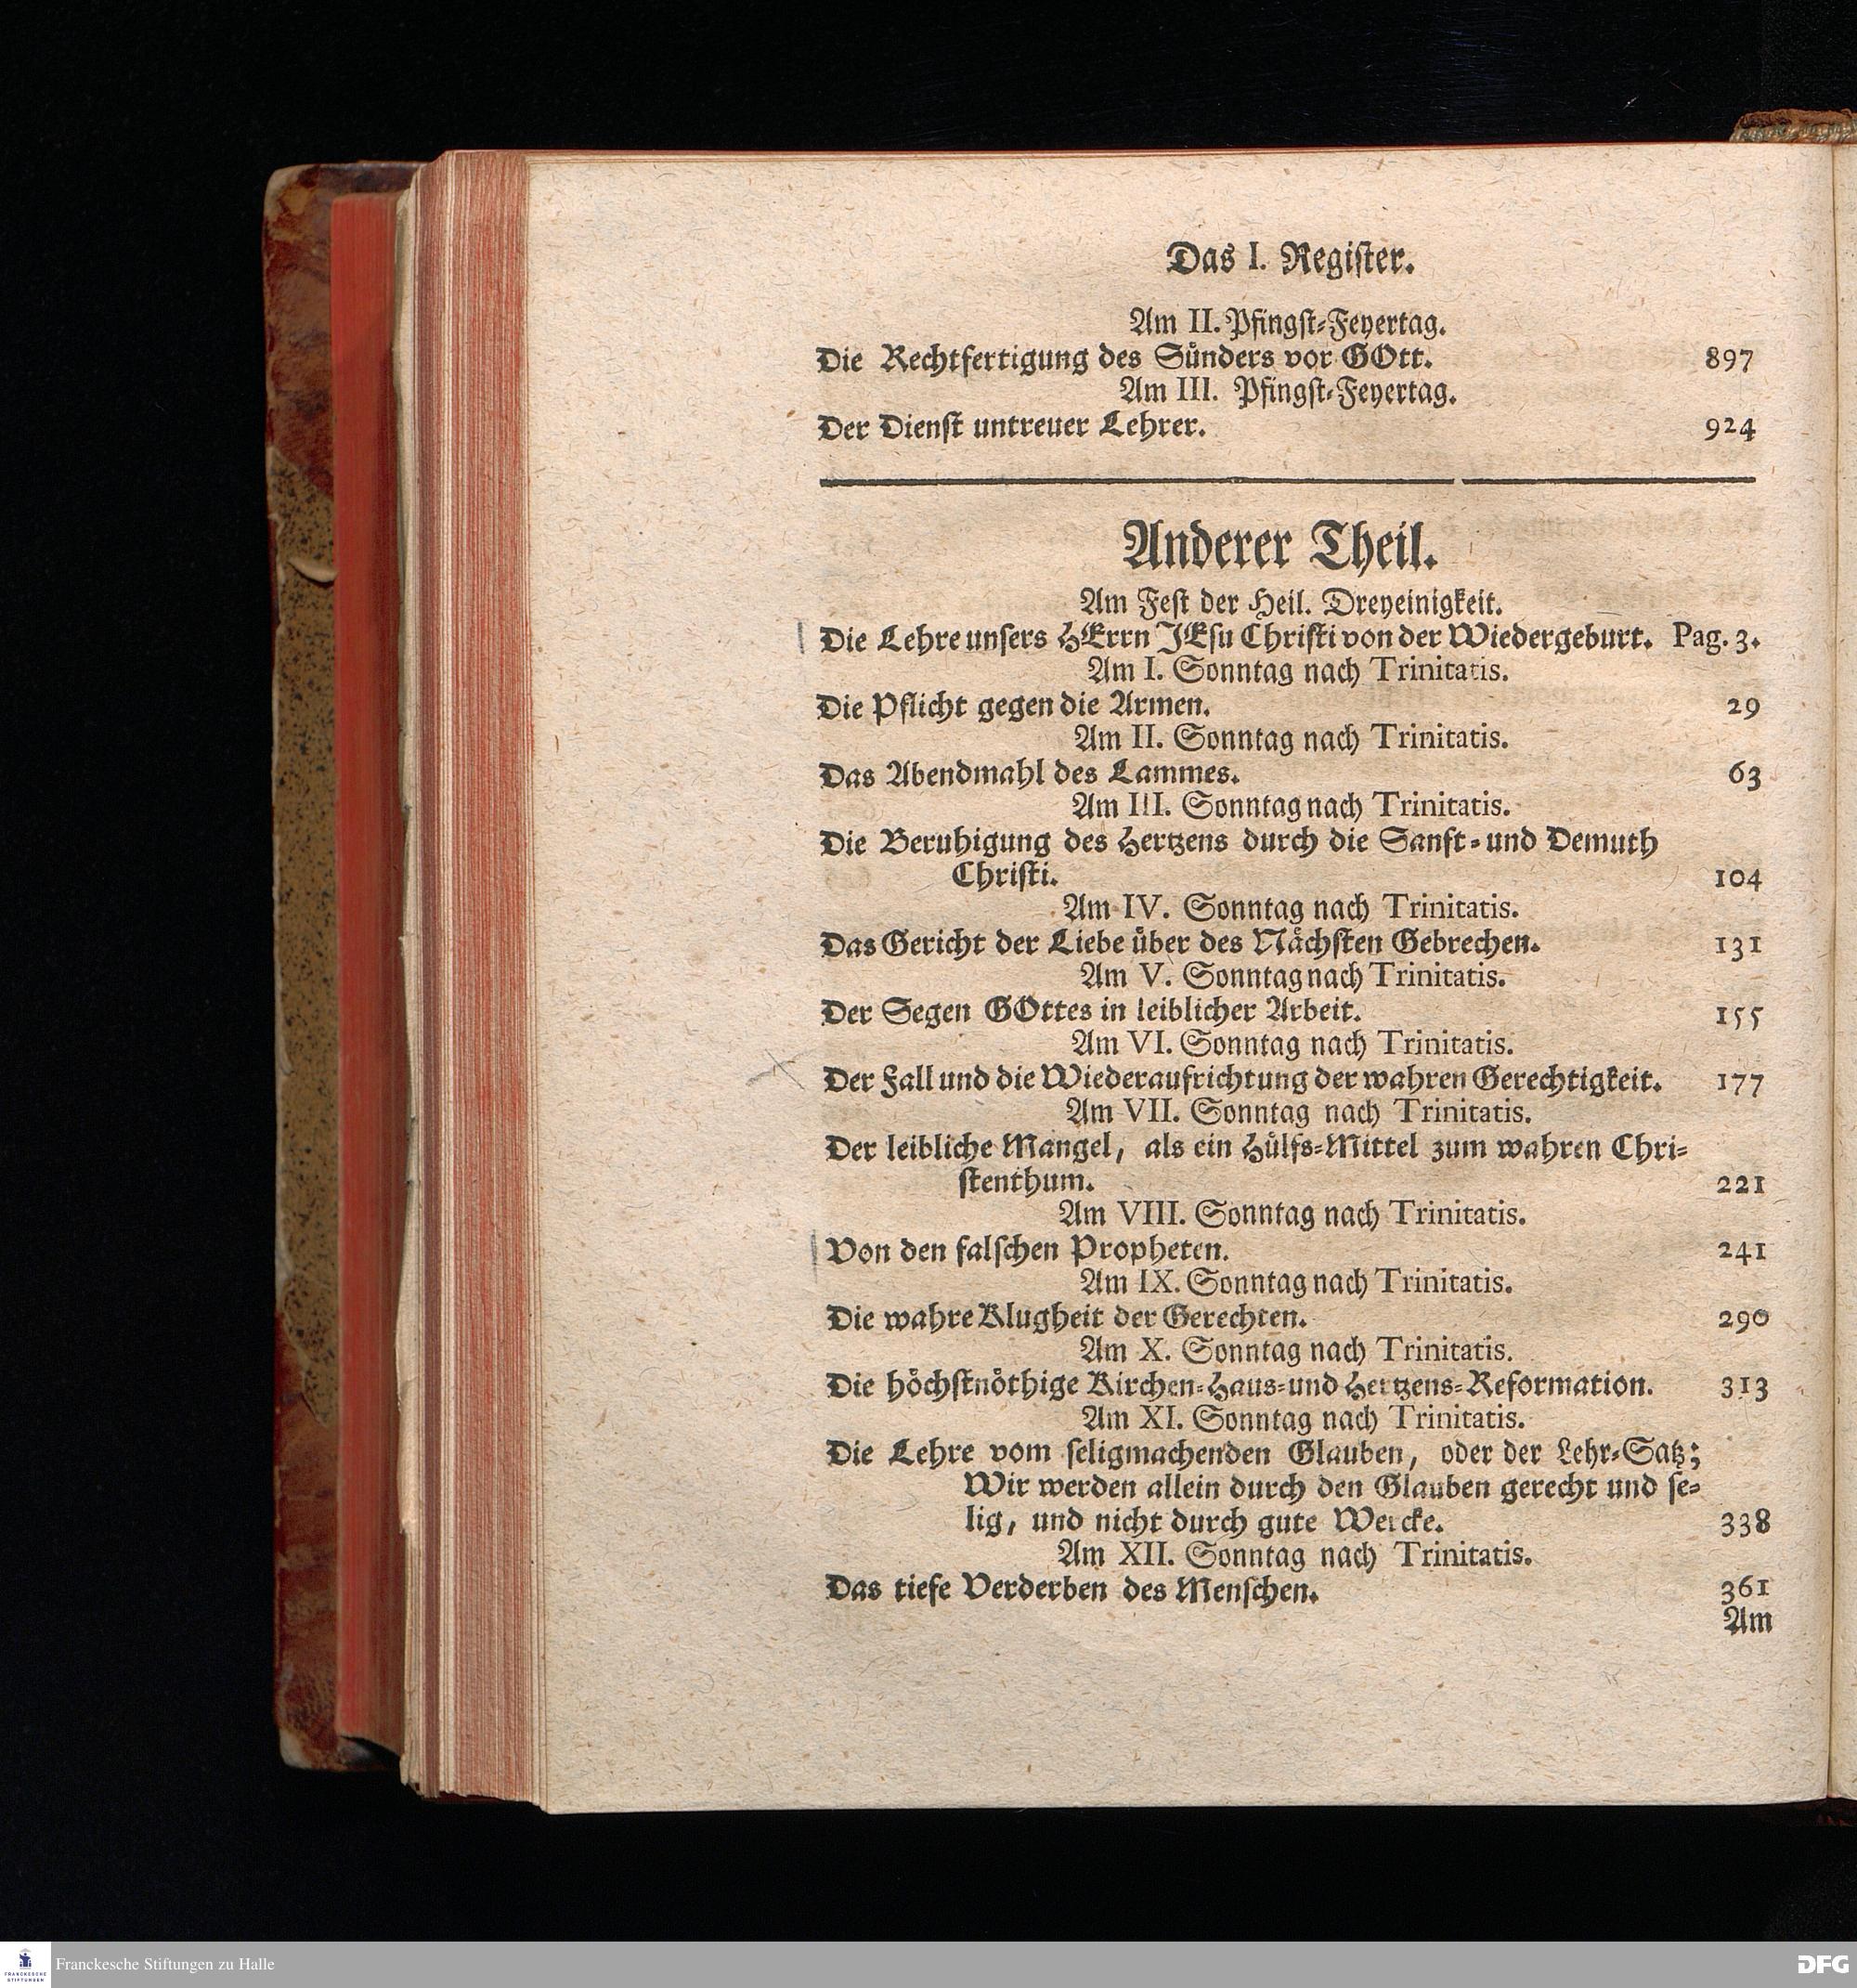 Das I. Regiſter.
Am II. Pfingſt-Feyertag.
Die Rechtfertigung des Sünders vor GOtt. 897
Am III. Pfingſt-Feyertag.
Der Dienſt untreuer Lehrer. 924
Anderer Theil.
Am Feſt der Heil. Dreyeinigkeit.
Die Lehre unſers HErrn JEſu Chriſti von der Wiedergeburt. Pag. 3.
Am I. Sonntag nach Trinitatis.
Die Pflicht gegen die Armen. 29
Am II. Sonntag nach Trinitatis.
Das Abendmahl des Lammes. 63
Am III. Sonntag nach Trinitatis.
Die Beruhigung des Hertzens durch die Sanft- und Demuth
Chriſti. 104
Am IV. Sonntag nach Trinitatis.
Das Gericht der Liebe über des Nächſten Gebrechen. 131
Am V. Sonntag nach Trinitatis.
Der Segen GOttes in leiblicher Arbeit. 155
Am VI. Sonntag nach Trinitatis.
Der Fall und die Wiederaufrichtung der wahren Gerechtigkeit. 177
Am VII. Sonntag nach Trinitatis.
Der leibliche Mangel, als ein Hülfs-Mittel zum wahren Chri-
ſtenthum. 221
Am VIII. Sonntag nach Trinitatis.
Von den falſchen Propheten. 241
Am IX. Sonntag nach Trinitatis.
Die wahre Klugheit der Gerechten. 290
Am X. Sonntag nach Trinitatis.
Die höchſtnöthige Kirchen-Haus-und Hertzens-Reformation. 313
Am XI. Sonntag nach Trinitatis.
Die Lehre vom ſeligmachenden Glauben, oder der Lehr-Satz;
Wir werden allein durch den Glauben gerecht und ſe-
lig, und nicht durch gute Wercke. 338
Am XII. Sonntag nach Trinitatis.
Das tiefe Verderben des Menſchen. 361
Am
FRANCKESCHE STIFTUNGEN
Franckesche Stiftungen zu Halle
DFG